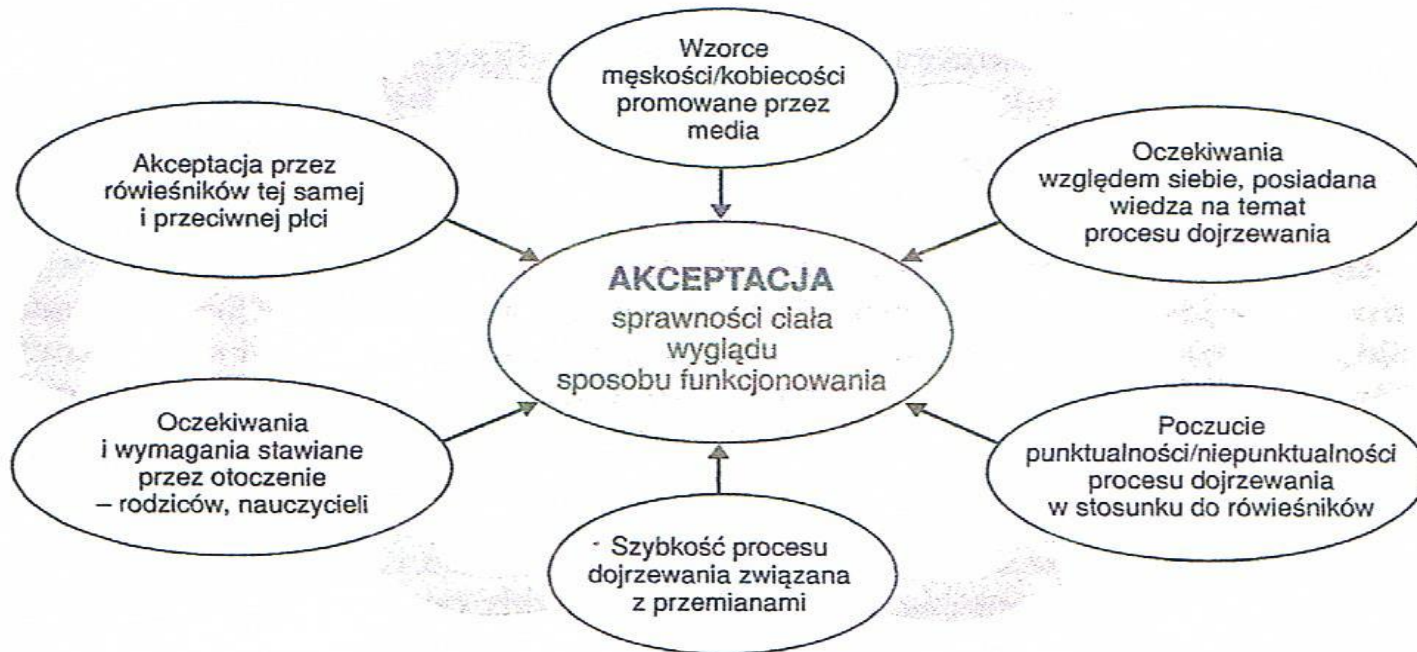 Wzorce
męskości/kobiecości
promowane przez
media
Akceptacja przez
rówieśników tej samej
i przeciwnej płci
Oczekiwania
względem siebie, posiadana
wiedza na temat
procesu dojrzewania
AKCEPTACJA
sprawności ciała
wyglądu
sposobu funkcjonowania
Oczekiwania
i wymagania stawiane
przez otoczenie
– rodziców, nauczycieli
Poczucie
punktualności/niepunktualności
procesu dojrzewania
w stosunku do rówieśników
Szybkość procesu
dojrzewania związana
z przemianami